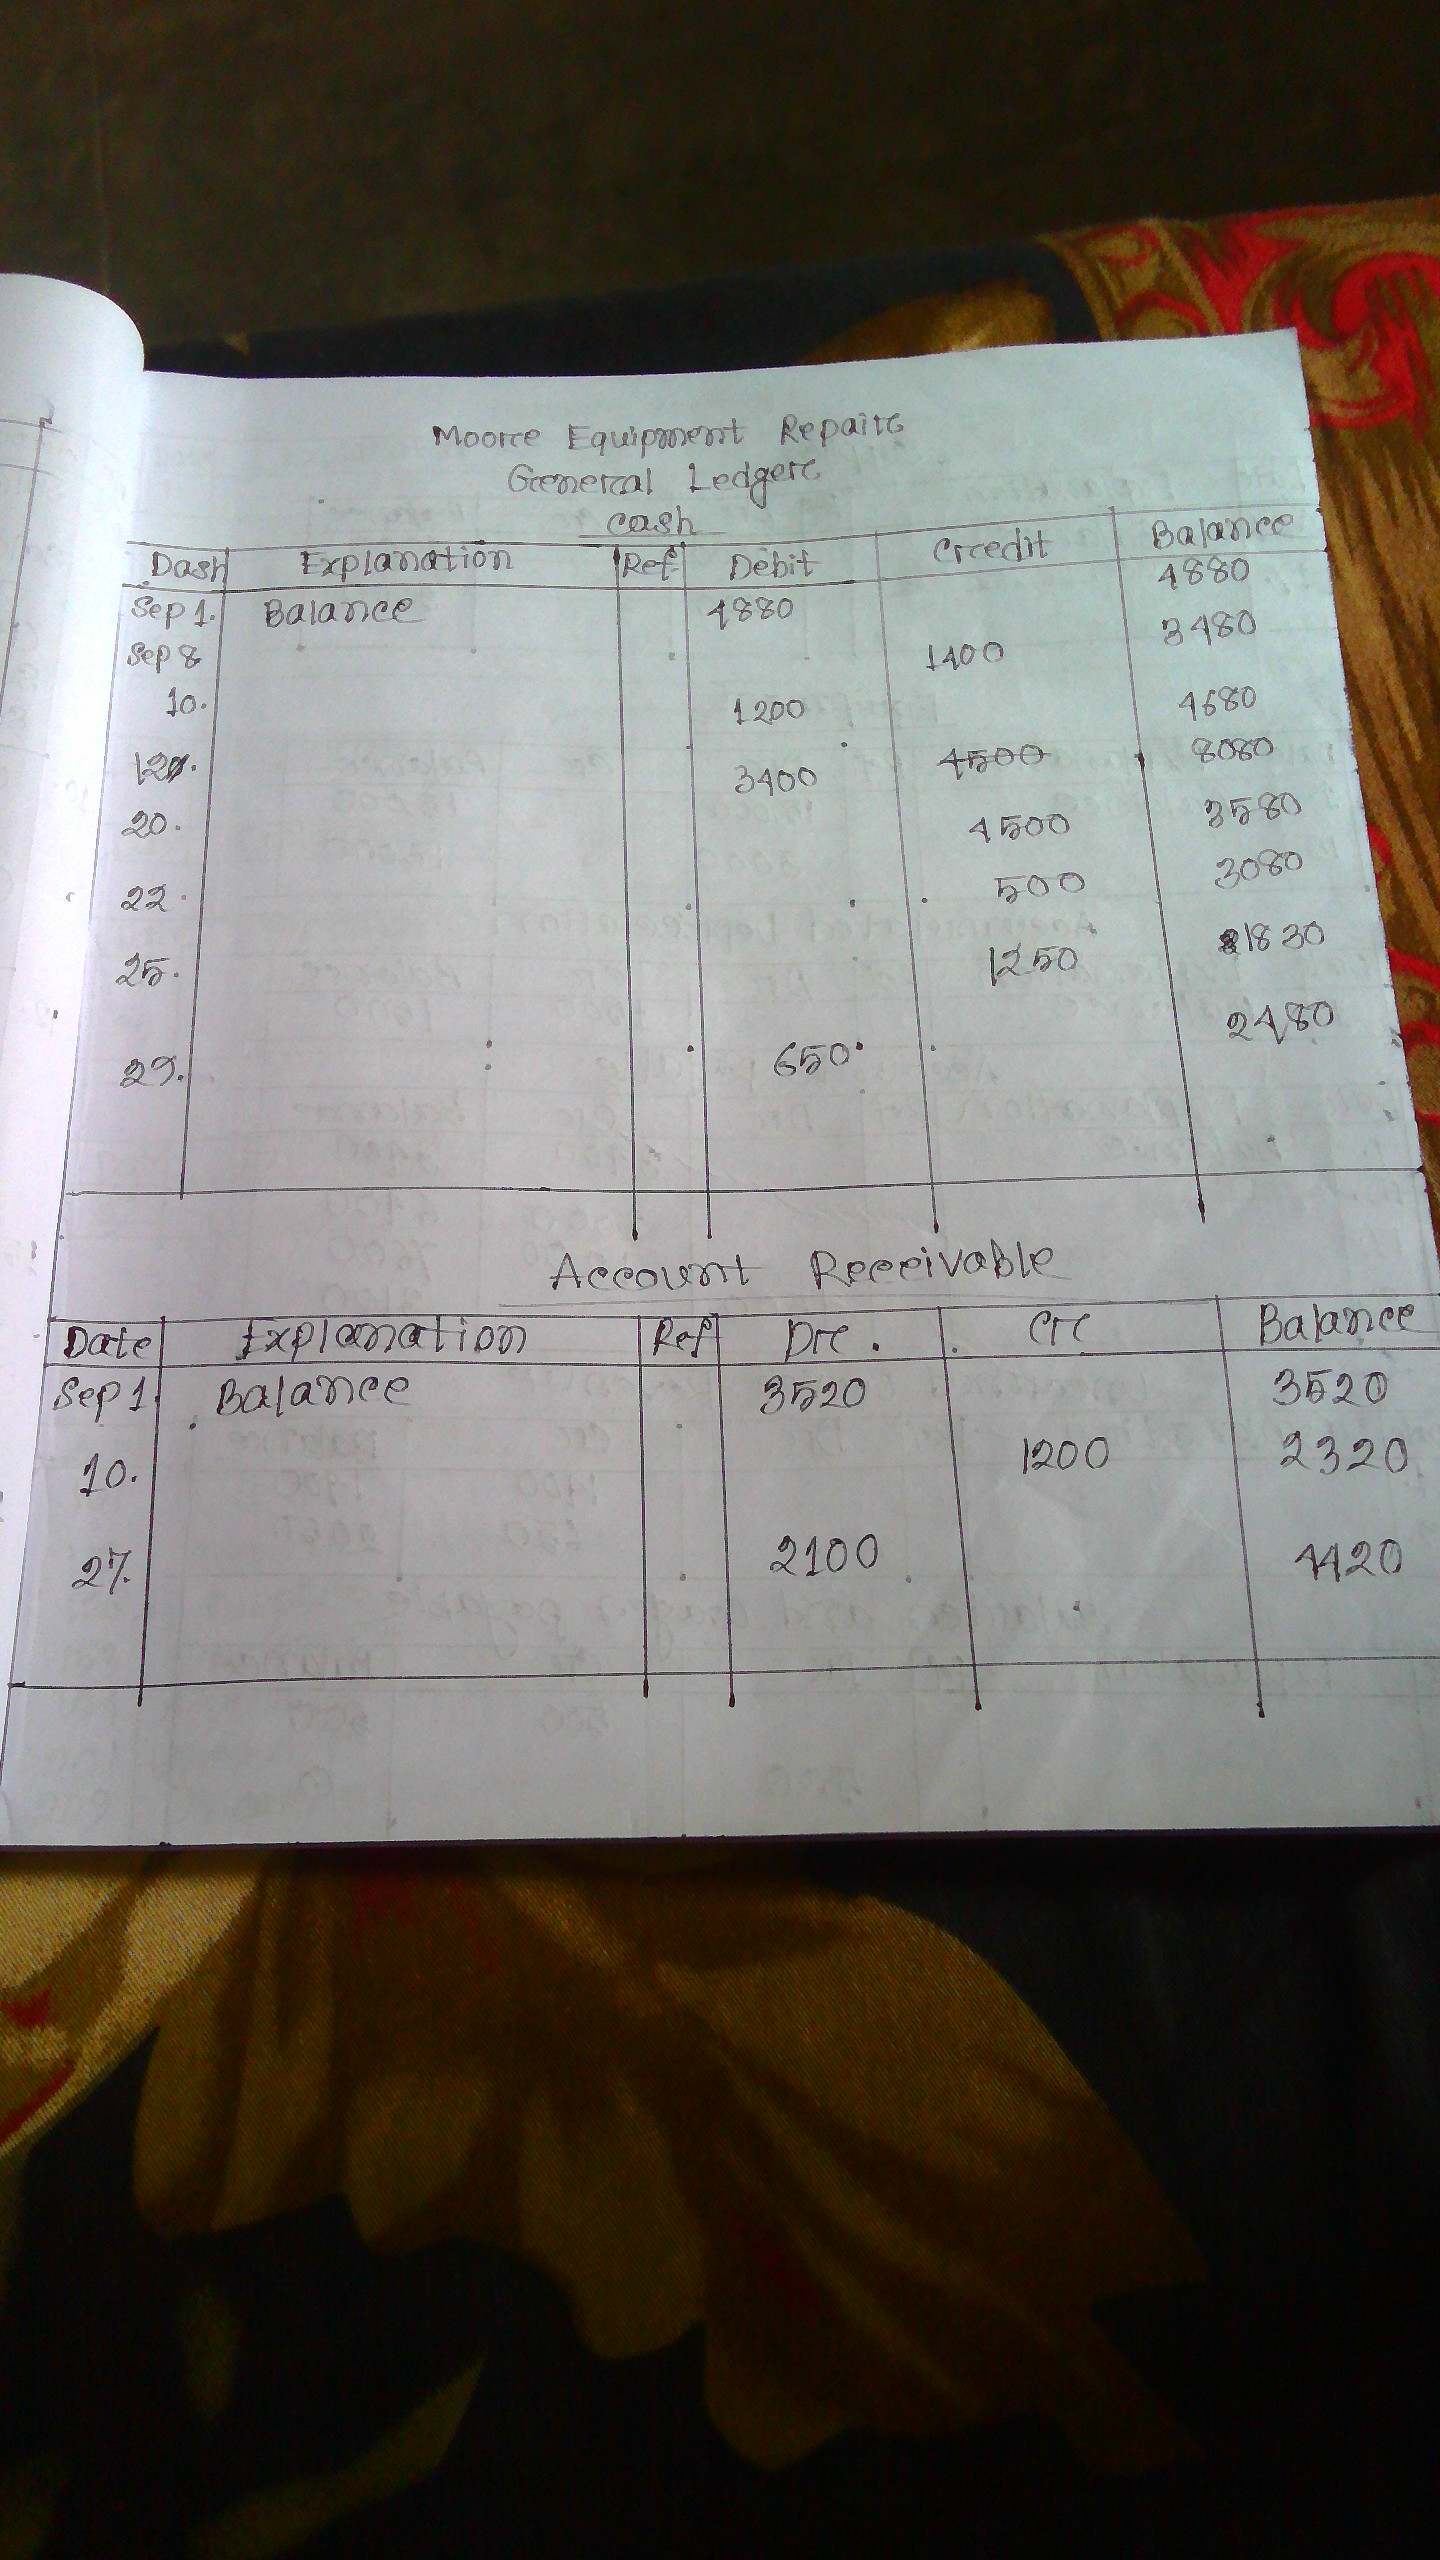 Moore Equipment Repair
General Ledger
Cash
Dash Explanation Ref Debit Credit Balance
Sep 1. Balance 4880 4880
Sep 8 1400 3480
10. 1200 4680
12. 3400 4500 8080
20. 4500 3580
22. 500 3080
25. 1250 1830
29. 650 2480
Account Receivable
Date Explanation Ref Dr. Cr Balance
Sep 1. Balance 3520 3520
10. 1200 2320
27. 2100 4420